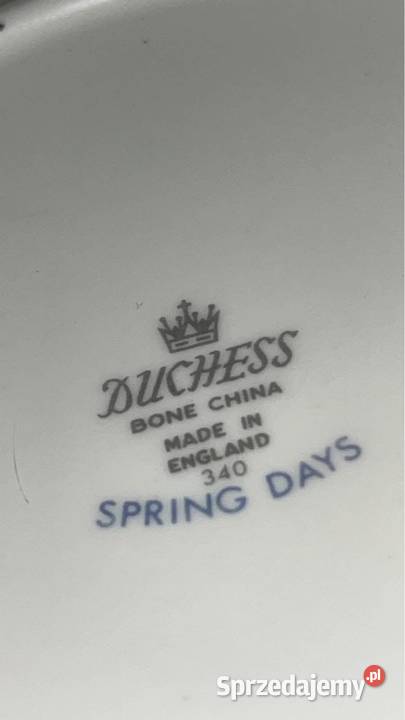 DUCHESS
BONE CHINA
MADE IN
ENGLAND
340
SPRING DAYS
Sprzedajemy.pl